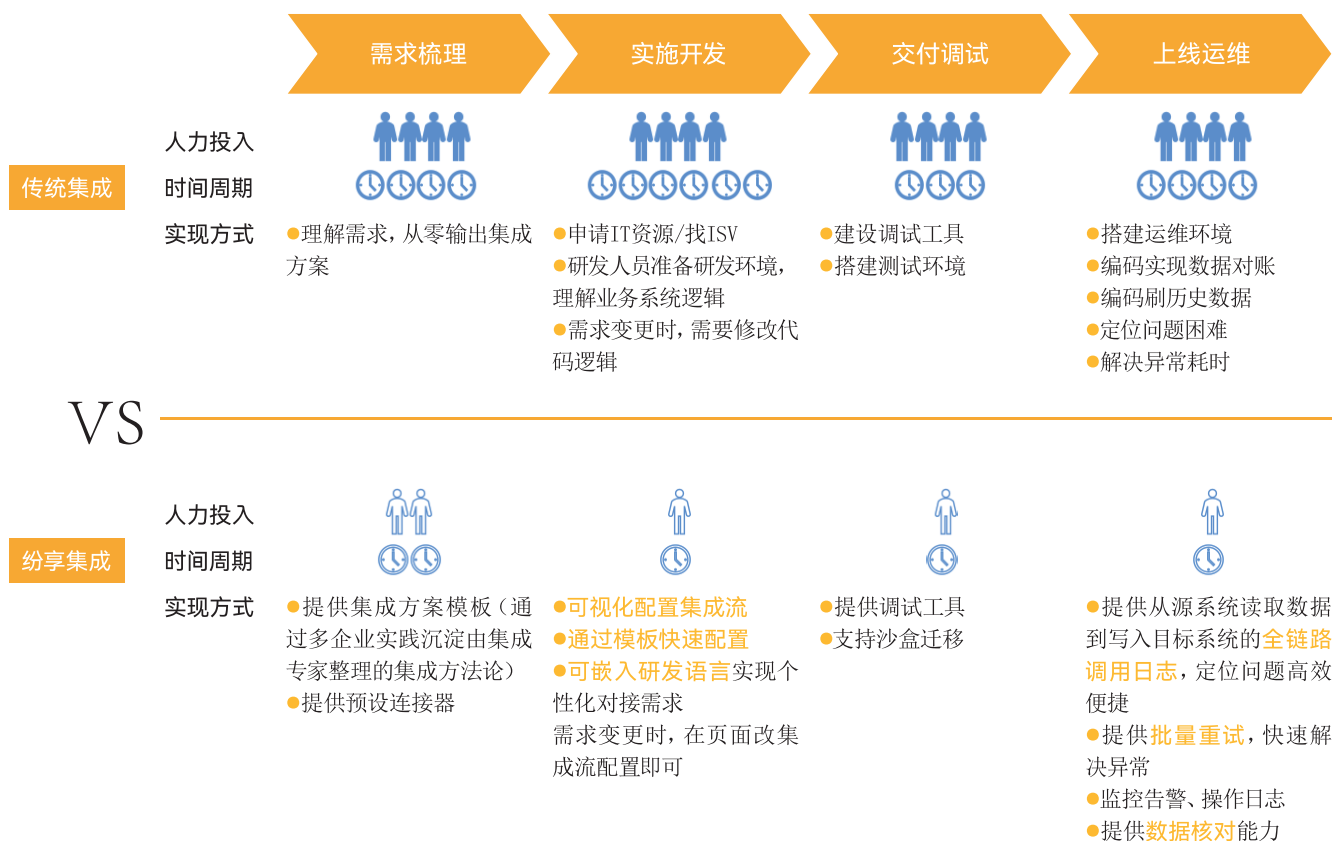 需求梳理
实施开发
交付调试
上线运维
传统集成
人力投入
时间周期
实现方式
●理解需求，从零输出集成
方案
●申请IT资源/找ISV
●研发人员准备研发环境，
理解业务系统逻辑
●需求变更时，需要修改代
码逻辑
●建设调试工具
●搭建测试环境
●搭建运维环境
●编码实现数据对账
●编码刷历史数据
●定位问题困难
●解决异常耗时
VS
纷享集成
人力投入
时间周期
实现方式
●提供集成方案模板（通
过多企业实践沉淀由集成
专家整理的集成方法论）
●提供预设连接器
●可视化配置集成流
●通过模板快速配置
●可嵌入研发语言实现个
性化对接需求
需求变更时，在页面改集
成流配置即可
●提供调试工具
●支持沙盒迁移
●提供从源系统读取数据
到写入目标系统的全链路
调用日志，定位问题高效
便捷
●提供批量重试，快速解
决异常
●监控告警、操作日志
●提供数据核对能力